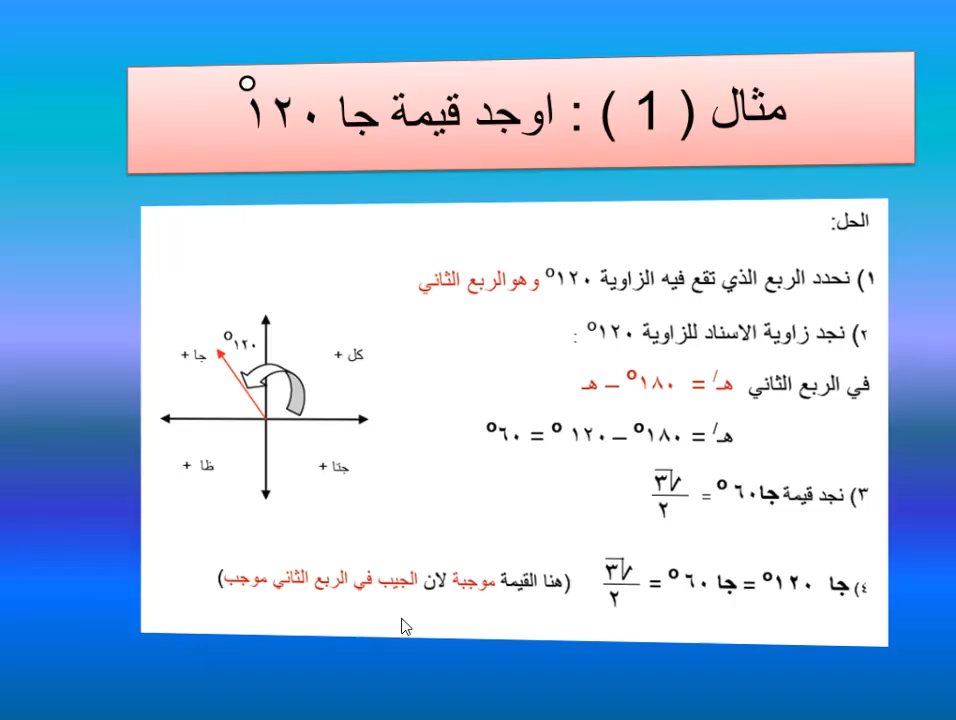 مثال ( 1 ) : اوجد قيمة جا ١٢٠°
الحل:
١) نحدد الربع الذي تقع فيه الزاوية ١٢٠° وهوالربع الثاني
٢) نجد زاوية الاسناد للزاوية ١٢٠° :
في الربع الثاني هـ/ = ١٨٠° – هـ
هـ/ = ١٨٠° – ١٢٠° = ٦٠°
٣) نجد قيمة جا ٦٠° = √٣/٢
٤) جا ١٢٠° = جا ٦٠° = √٣/٢ (هنا القيمة موجبة لان الجيب في الربع الثاني موجب)
١٢٠°
كل +
جا +
جتا +
ظا +